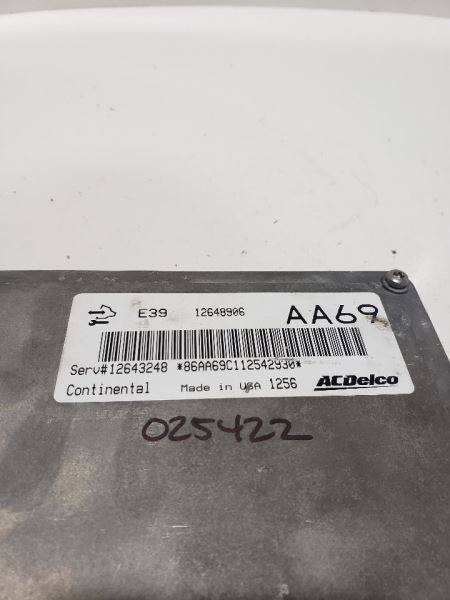 E39 12648906 AA69
Serv#12643248 *86AA69C112542930*
Continental Made in USA 1256 ACDelco
025422